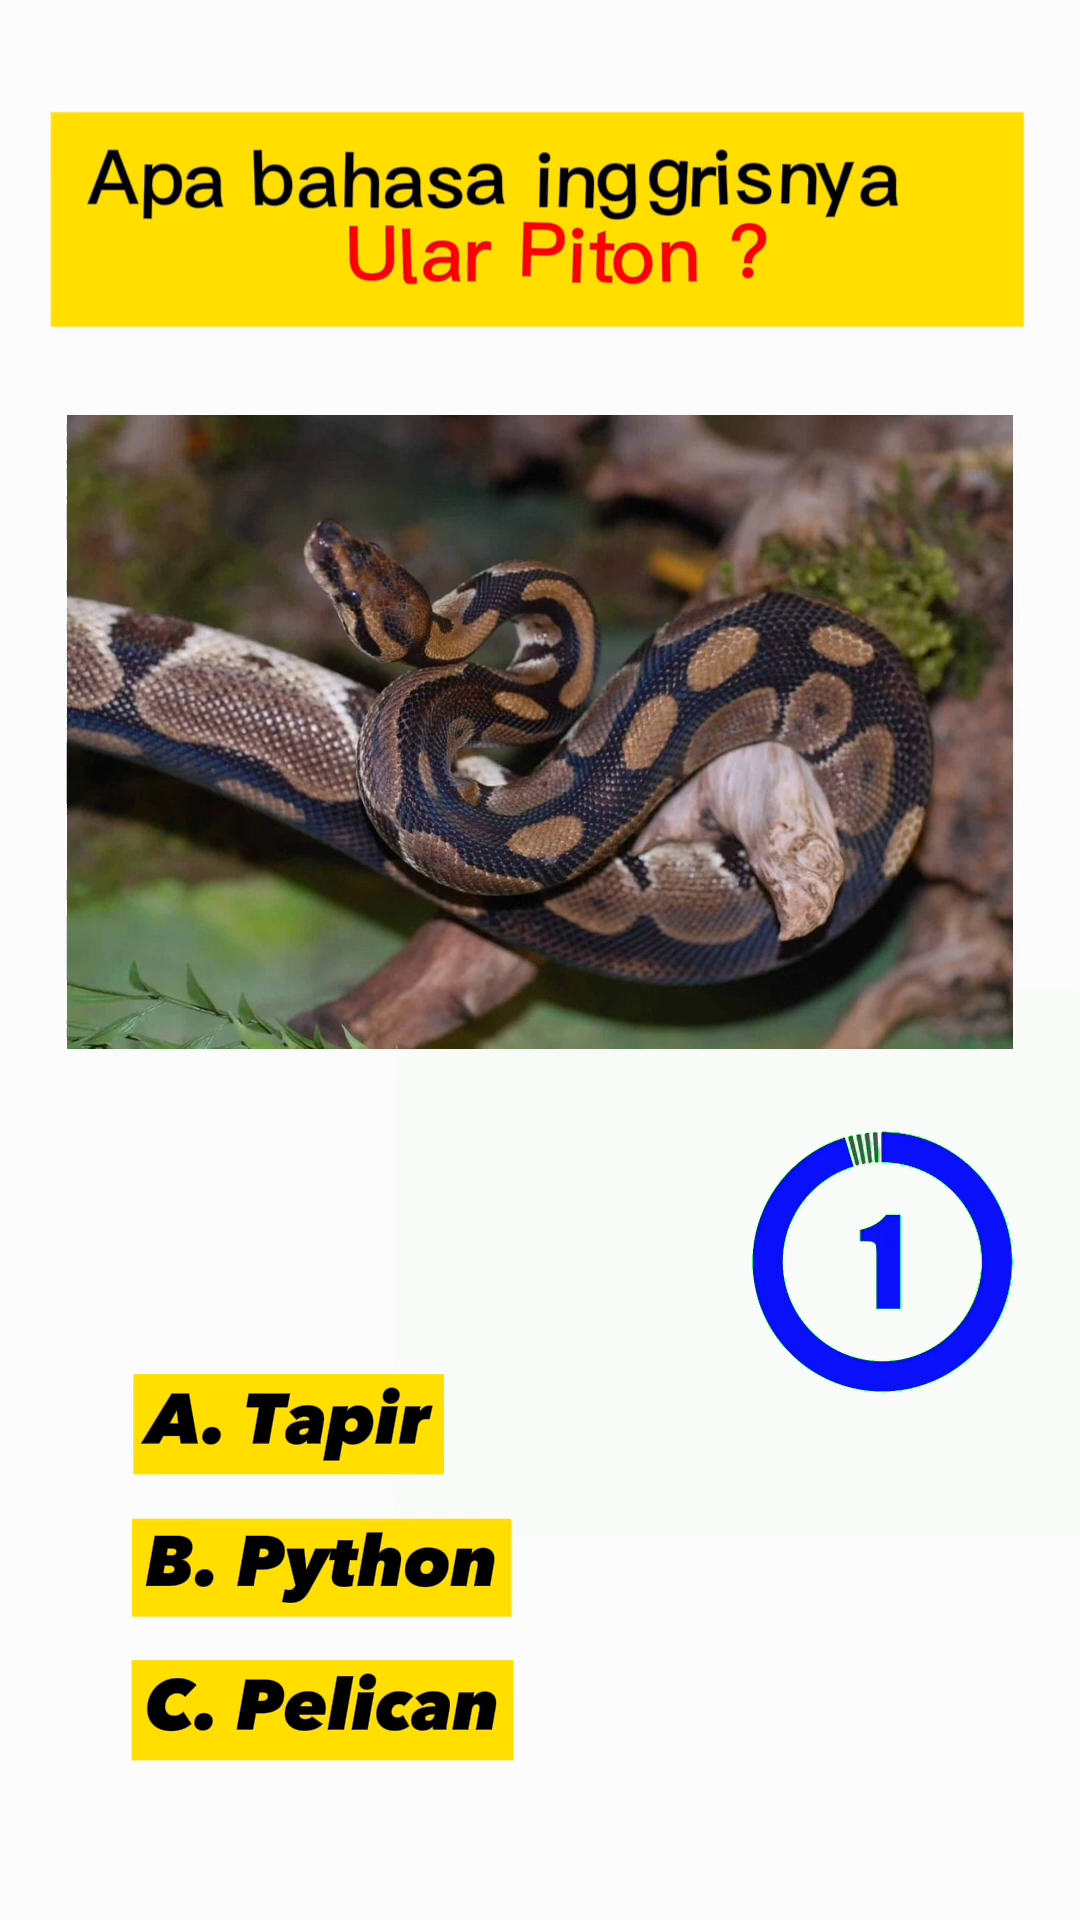 Apa bahasa inggrisnya
Ular Piton ?
1
A. Tapir
B. Python
C. Pelican